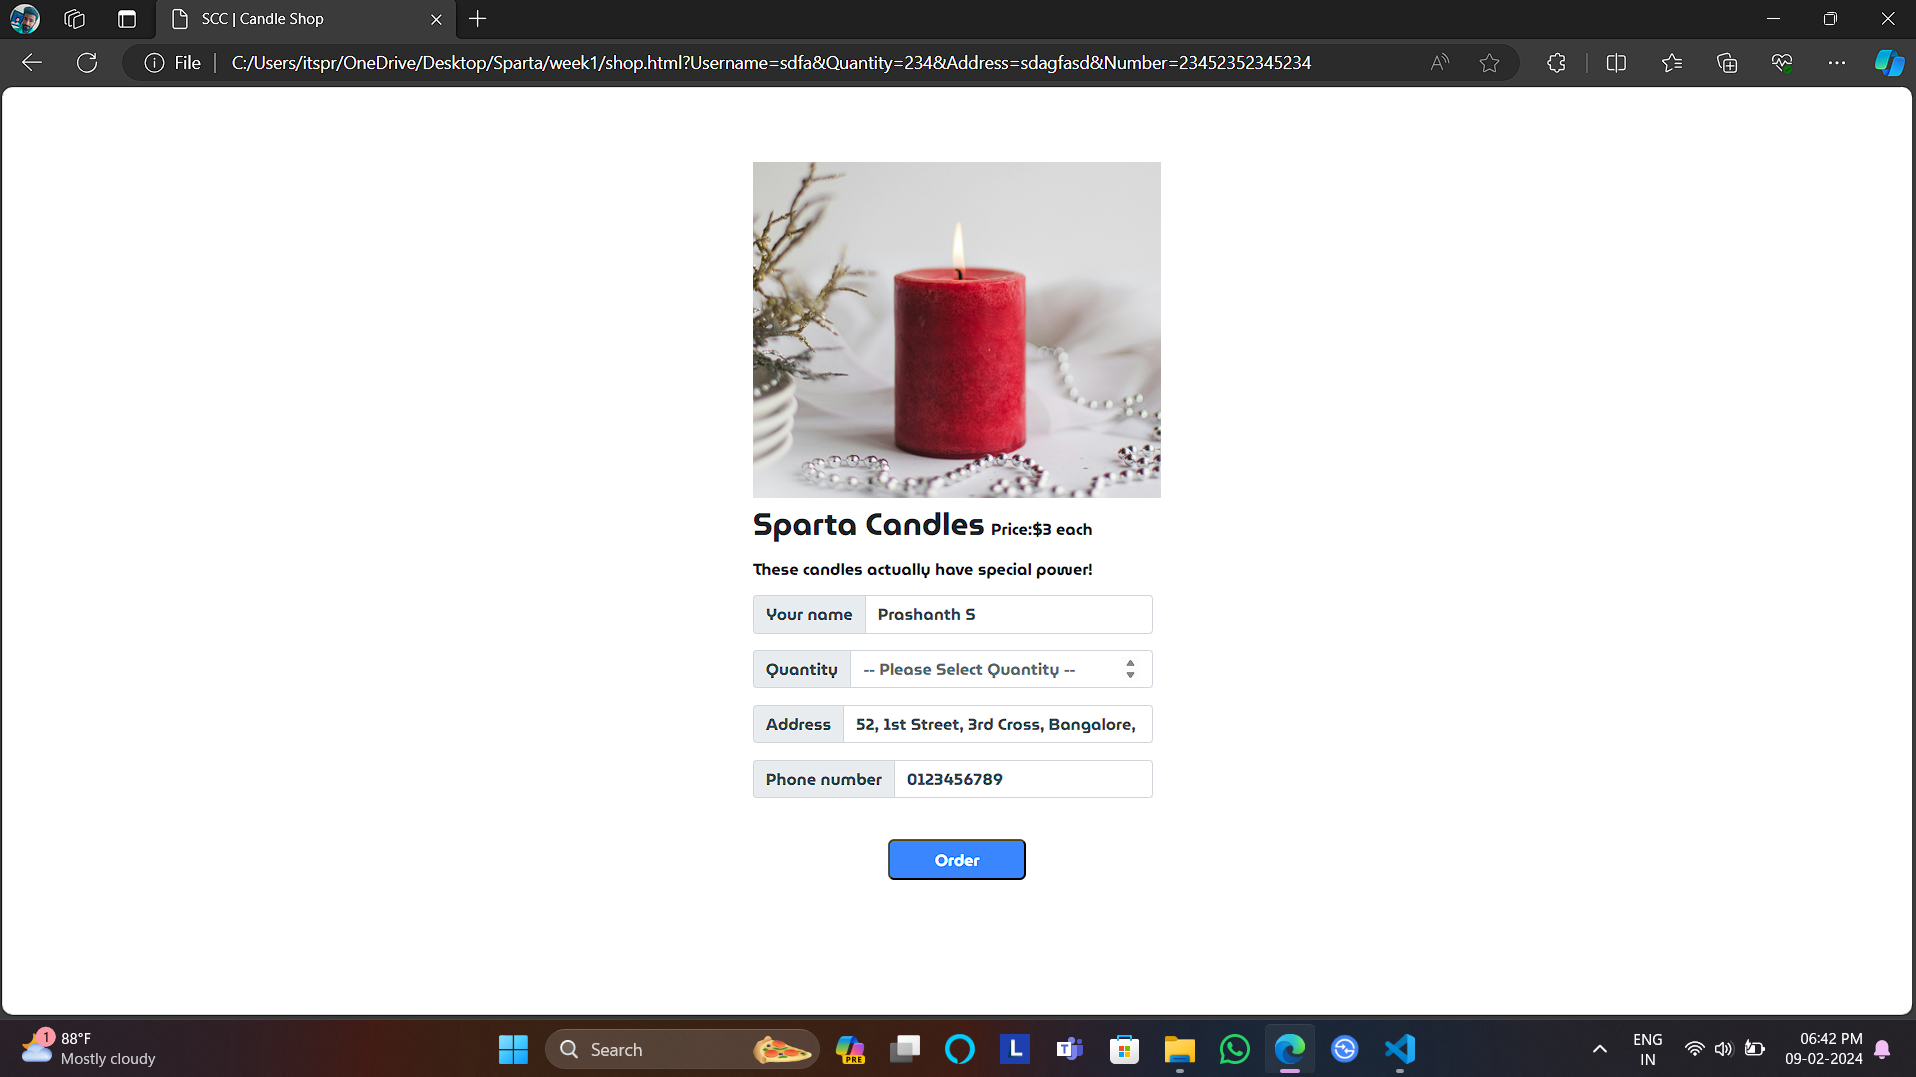 SCC | Candle Shop
File C:/Users/itspr/OneDrive/Desktop/Sparta/week1/shop.html?Username=sdfa&Quantity=234&Address=sdagfasd&Number=23452352345234
Sparta Candles Price:$3 each
These candles actually have special power!
Your name Prashanth S
Quantity -- Please Select Quantity --
Address 52, 1st Street, 3rd Cross, Bangalore,
Phone number 0123456789
Order
1 88°F
Mostly cloudy
Search
PRE
L
T
ENG
IN
06:42 PM
09-02-2024